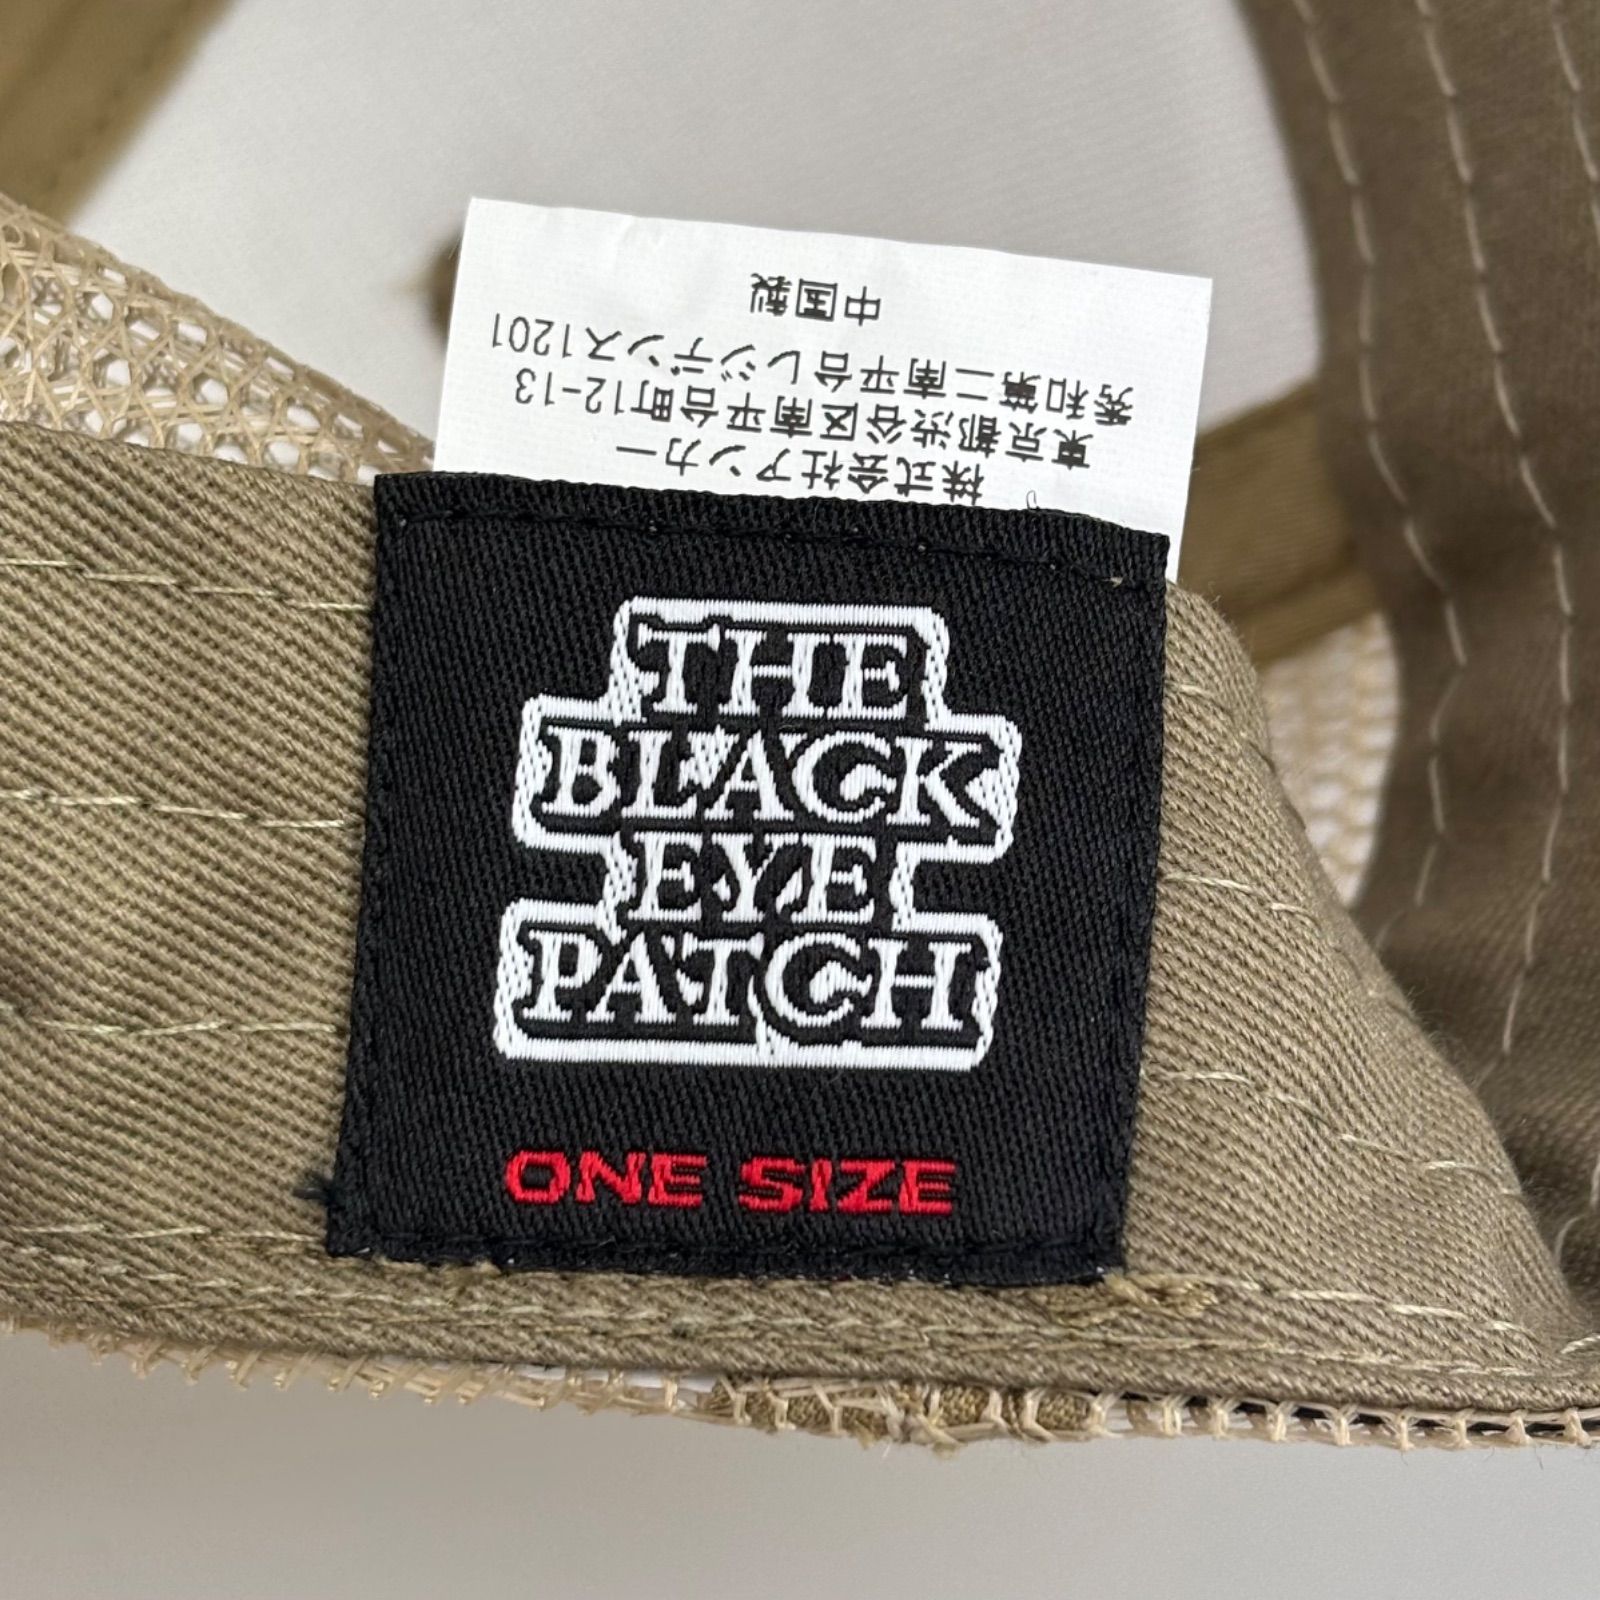 株式会社アンカー
東京都渋谷区南平台町12-13
秀和第二南平台レジデンス1201
中国製
THE
BLACK
EYE
PATCH
ONE SIZE